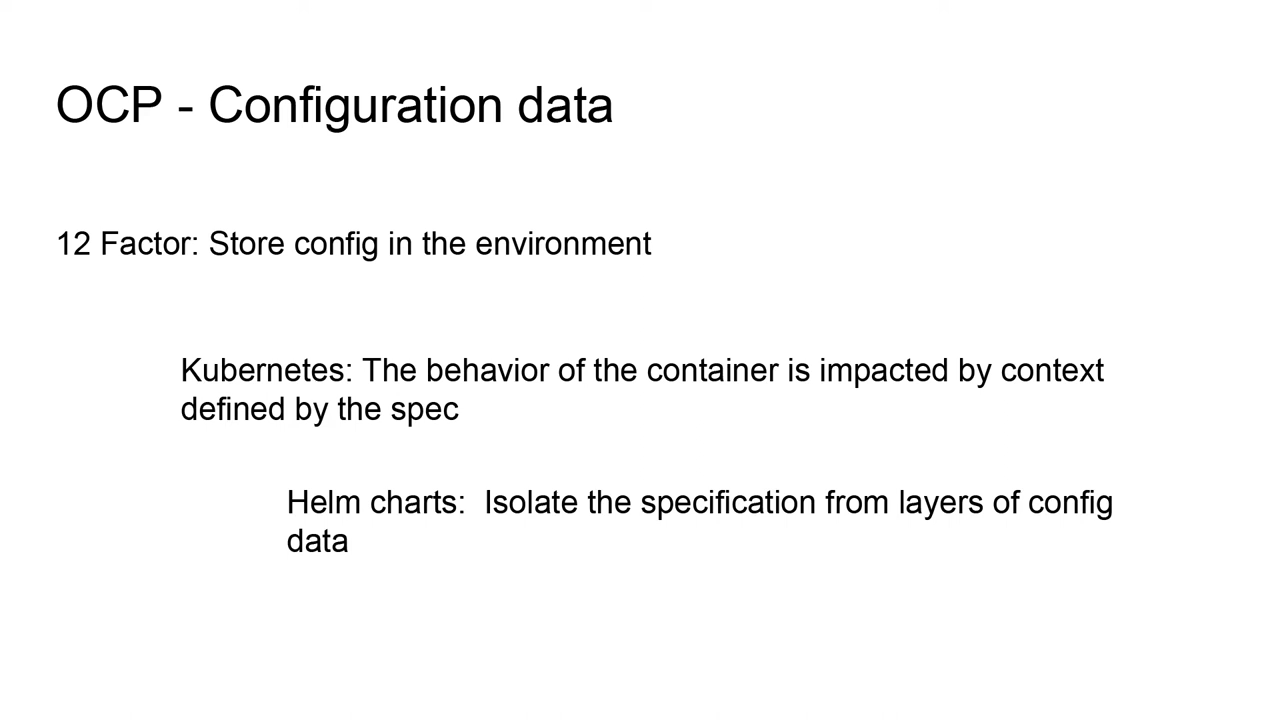 OCP - Configuration data
12 Factor: Store config in the environment
Kubernetes: The behavior of the container is impacted by context
defined by the spec
Helm charts:  Isolate the specification from layers of config
data